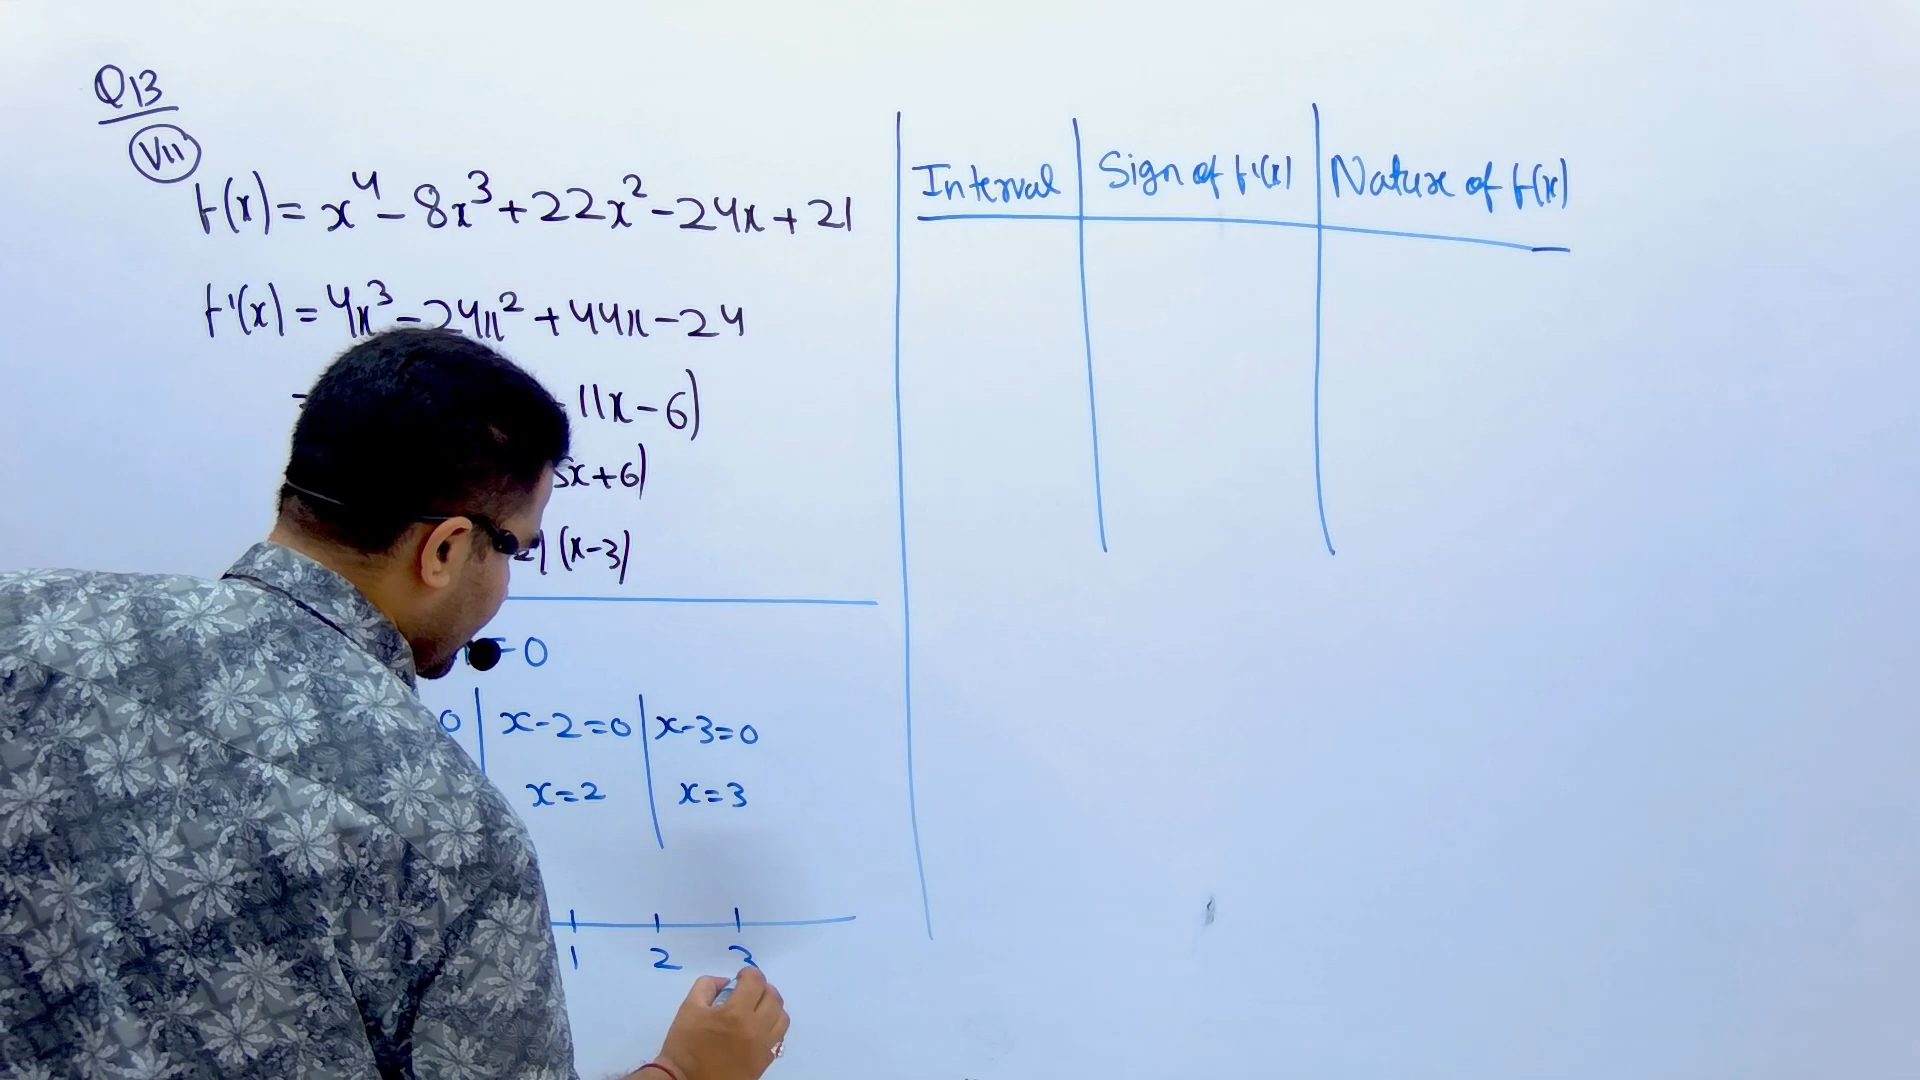 Q13
VII
f(x) = x⁴ - 8x³ + 22x² - 24x + 21
f'(x) = 4x³ - 24x² + 44x - 24
11x - 6)
5x + 6)
2) (x - 3)
= 0
0 | x - 2 = 0 | x - 3 = 0
x = 2 | x = 3
1 2 3
Interval | Sign of f'(x) | Nature of f(x)